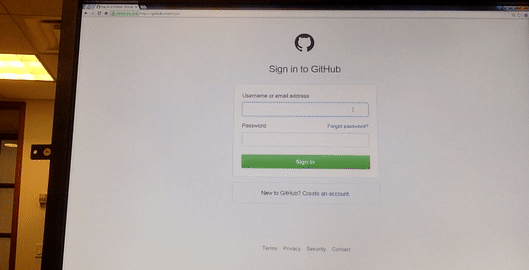 Sign in to GitHub
Username or email address
Password Forgot password?
Sign in
New to GitHub? Create an account.
Terms Privacy Security Contact